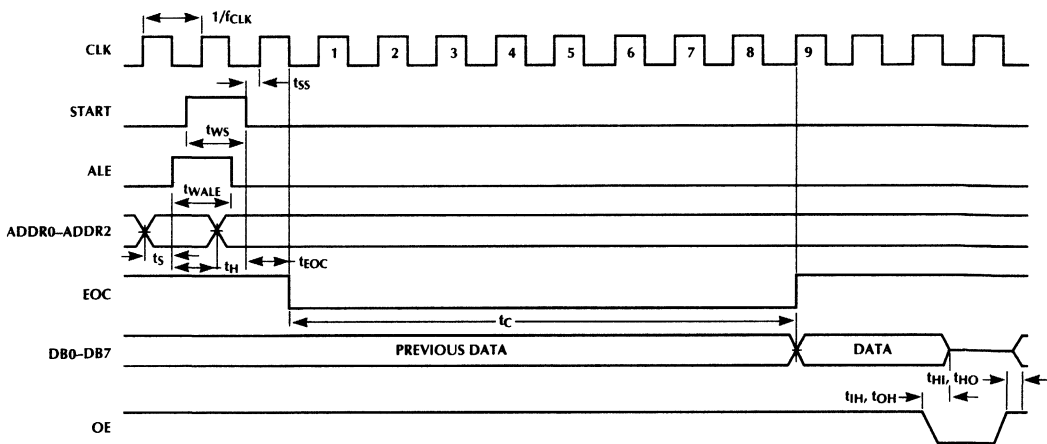 1/fCLK
CLK
1 2 3 4 5 6 7 8 9
tSS
START
tWS
ALE
tWALE
ADDR0–ADDR2
tS
tH
tEOC
EOC
tC
DB0–DB7
PREVIOUS DATA
DATA
tHI, tHO
tIH, tOH
OE